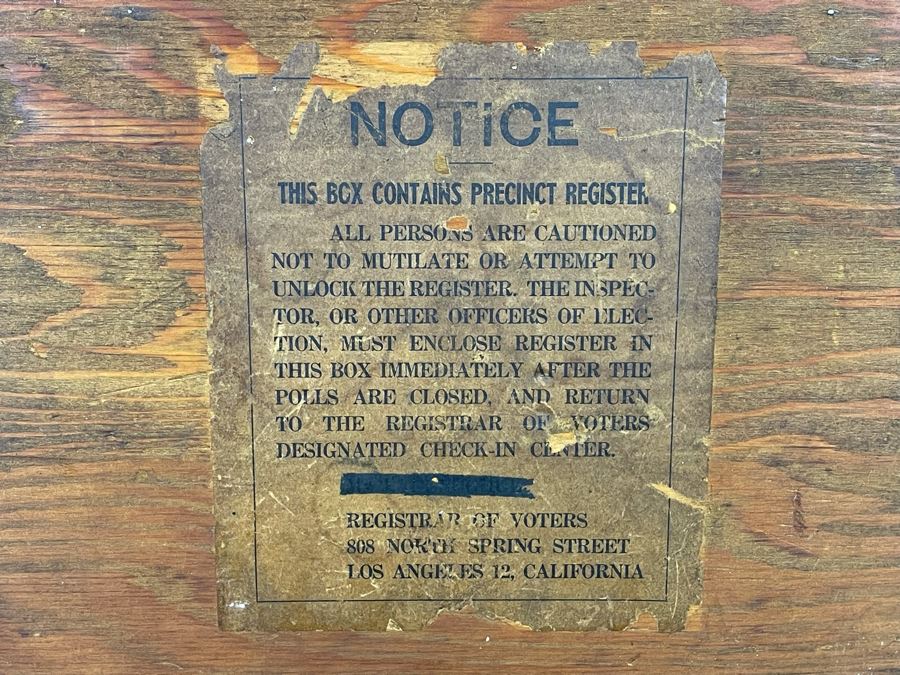 NOTICE
THIS BOX CONTAINS PRECINCT REGISTER
ALL PERSONS ARE CAUTIONED
NOT TO MUTILATE OR ATTEMPT TO
UNLOCK THE REGISTER. THE INSPEC-
TOR, OR OTHER OFFICERS OF ELEC-
TION, MUST ENCLOSE REGISTER IN
THIS BOX IMMEDIATELY AFTER THE
POLLS ARE CLOSED, AND RETURN
TO THE REGISTRAR OF VOTERS
DESIGNATED CHECK-IN CENTER.
REGISTRAR OF VOTERS
808 NORTH SPRING STREET
LOS ANGELES 12, CALIFORNIA